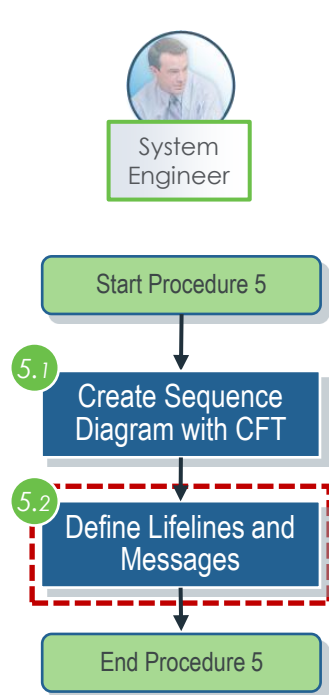 System
Engineer
Start Procedure 5
5.1
Create Sequence
Diagram with CFT
5.2
Define Lifelines and
Messages
End Procedure 5